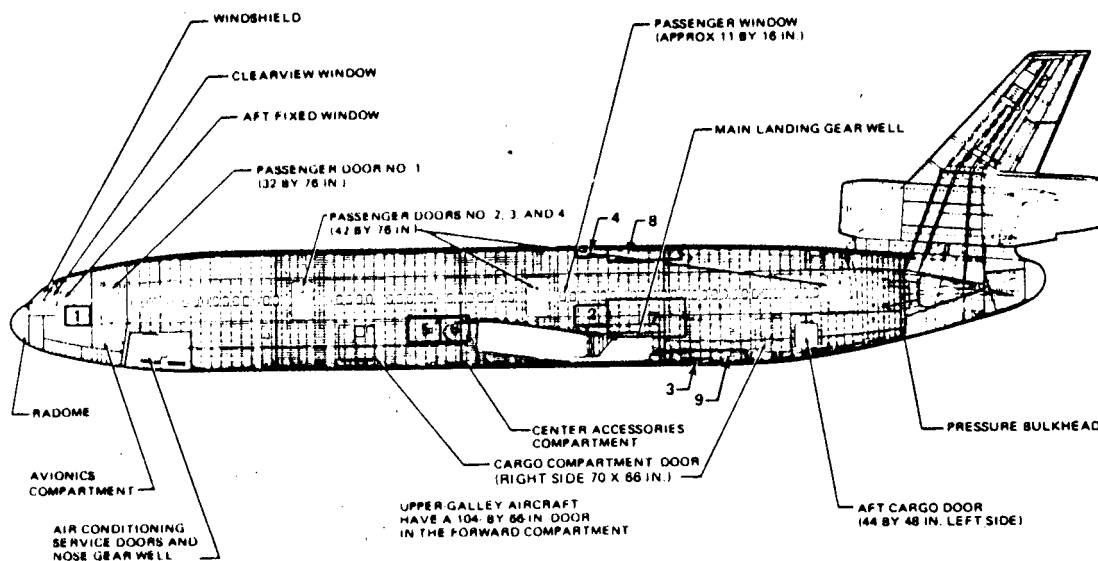 WINDSHIELD
CLEARVIEW WINDOW
AFT FIXED WINDOW
PASSENGER DOOR NO. 1
(32 BY 76 IN.)
PASSENGER DOORS NO. 2, 3, AND 4
(42 BY 76 IN.)
PASSENGER WINDOW
(APPROX 11 BY 16 IN.)
MAIN LANDING GEAR WELL
4
8
1
5
6
2
7
3
9
RADOME
AVIONICS
COMPARTMENT
AIR CONDITIONING
SERVICE DOORS AND
NOSE GEAR WELL
CENTER ACCESSORIES
COMPARTMENT
CARGO COMPARTMENT DOOR
(RIGHT SIDE 70 X 66 IN.)
UPPER-GALLEY AIRCRAFT
HAVE A 104- BY 66-IN. DOOR
IN THE FORWARD COMPARTMENT
PRESSURE BULKHEAD
AFT CARGO DOOR
(44 BY 48 IN. LEFT SIDE)